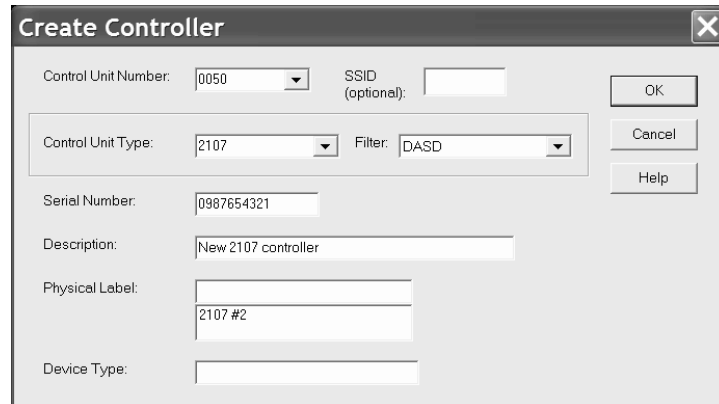 Create Controller
Control Unit Number: 0050 SSID (optional):
OK
Control Unit Type: 2107 Filter: DASD
Cancel
Help
Serial Number: 0987654321
Description: New 2107 controller
Physical Label:
2107 #2
Device Type: